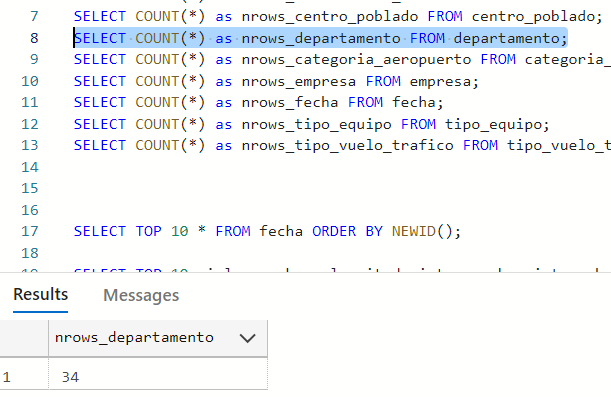 7 SELECT COUNT(*) as nrows_centro_poblado FROM centro_poblado;
8 SELECT COUNT(*) as nrows_departamento FROM departamento;
9 SELECT COUNT(*) as nrows_categoria_aeropuerto FROM categoria_
10 SELECT COUNT(*) as nrows_empresa FROM empresa;
11 SELECT COUNT(*) as nrows_fecha FROM fecha;
12 SELECT COUNT(*) as nrows_tipo_equipo FROM tipo_equipo;
13 SELECT COUNT(*) as nrows_tipo_vuelo_trafico FROM tipo_vuelo_t
14
15
16
17 SELECT TOP 10 * FROM fecha ORDER BY NEWID();
18
Results Messages
nrows_departamento
1 34